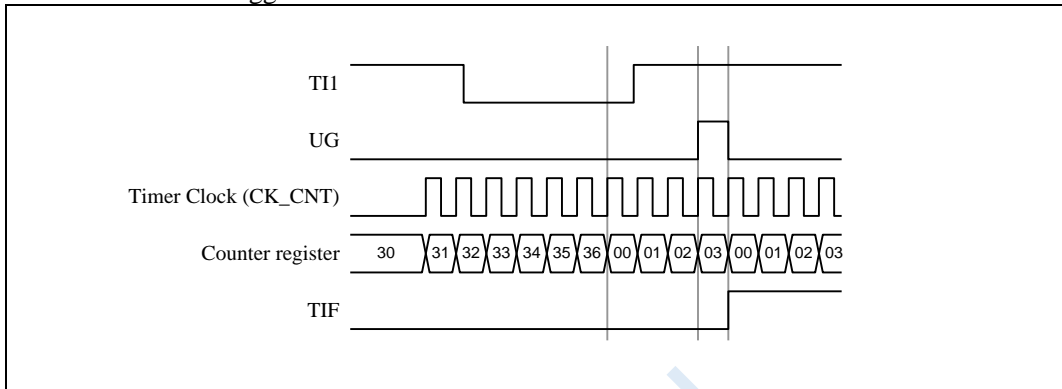 TI1
UG
Timer Clock (CK_CNT)
Counter register 30 31 32 33 34 35 36 00 01 02 03 00 01 02 03
TIF